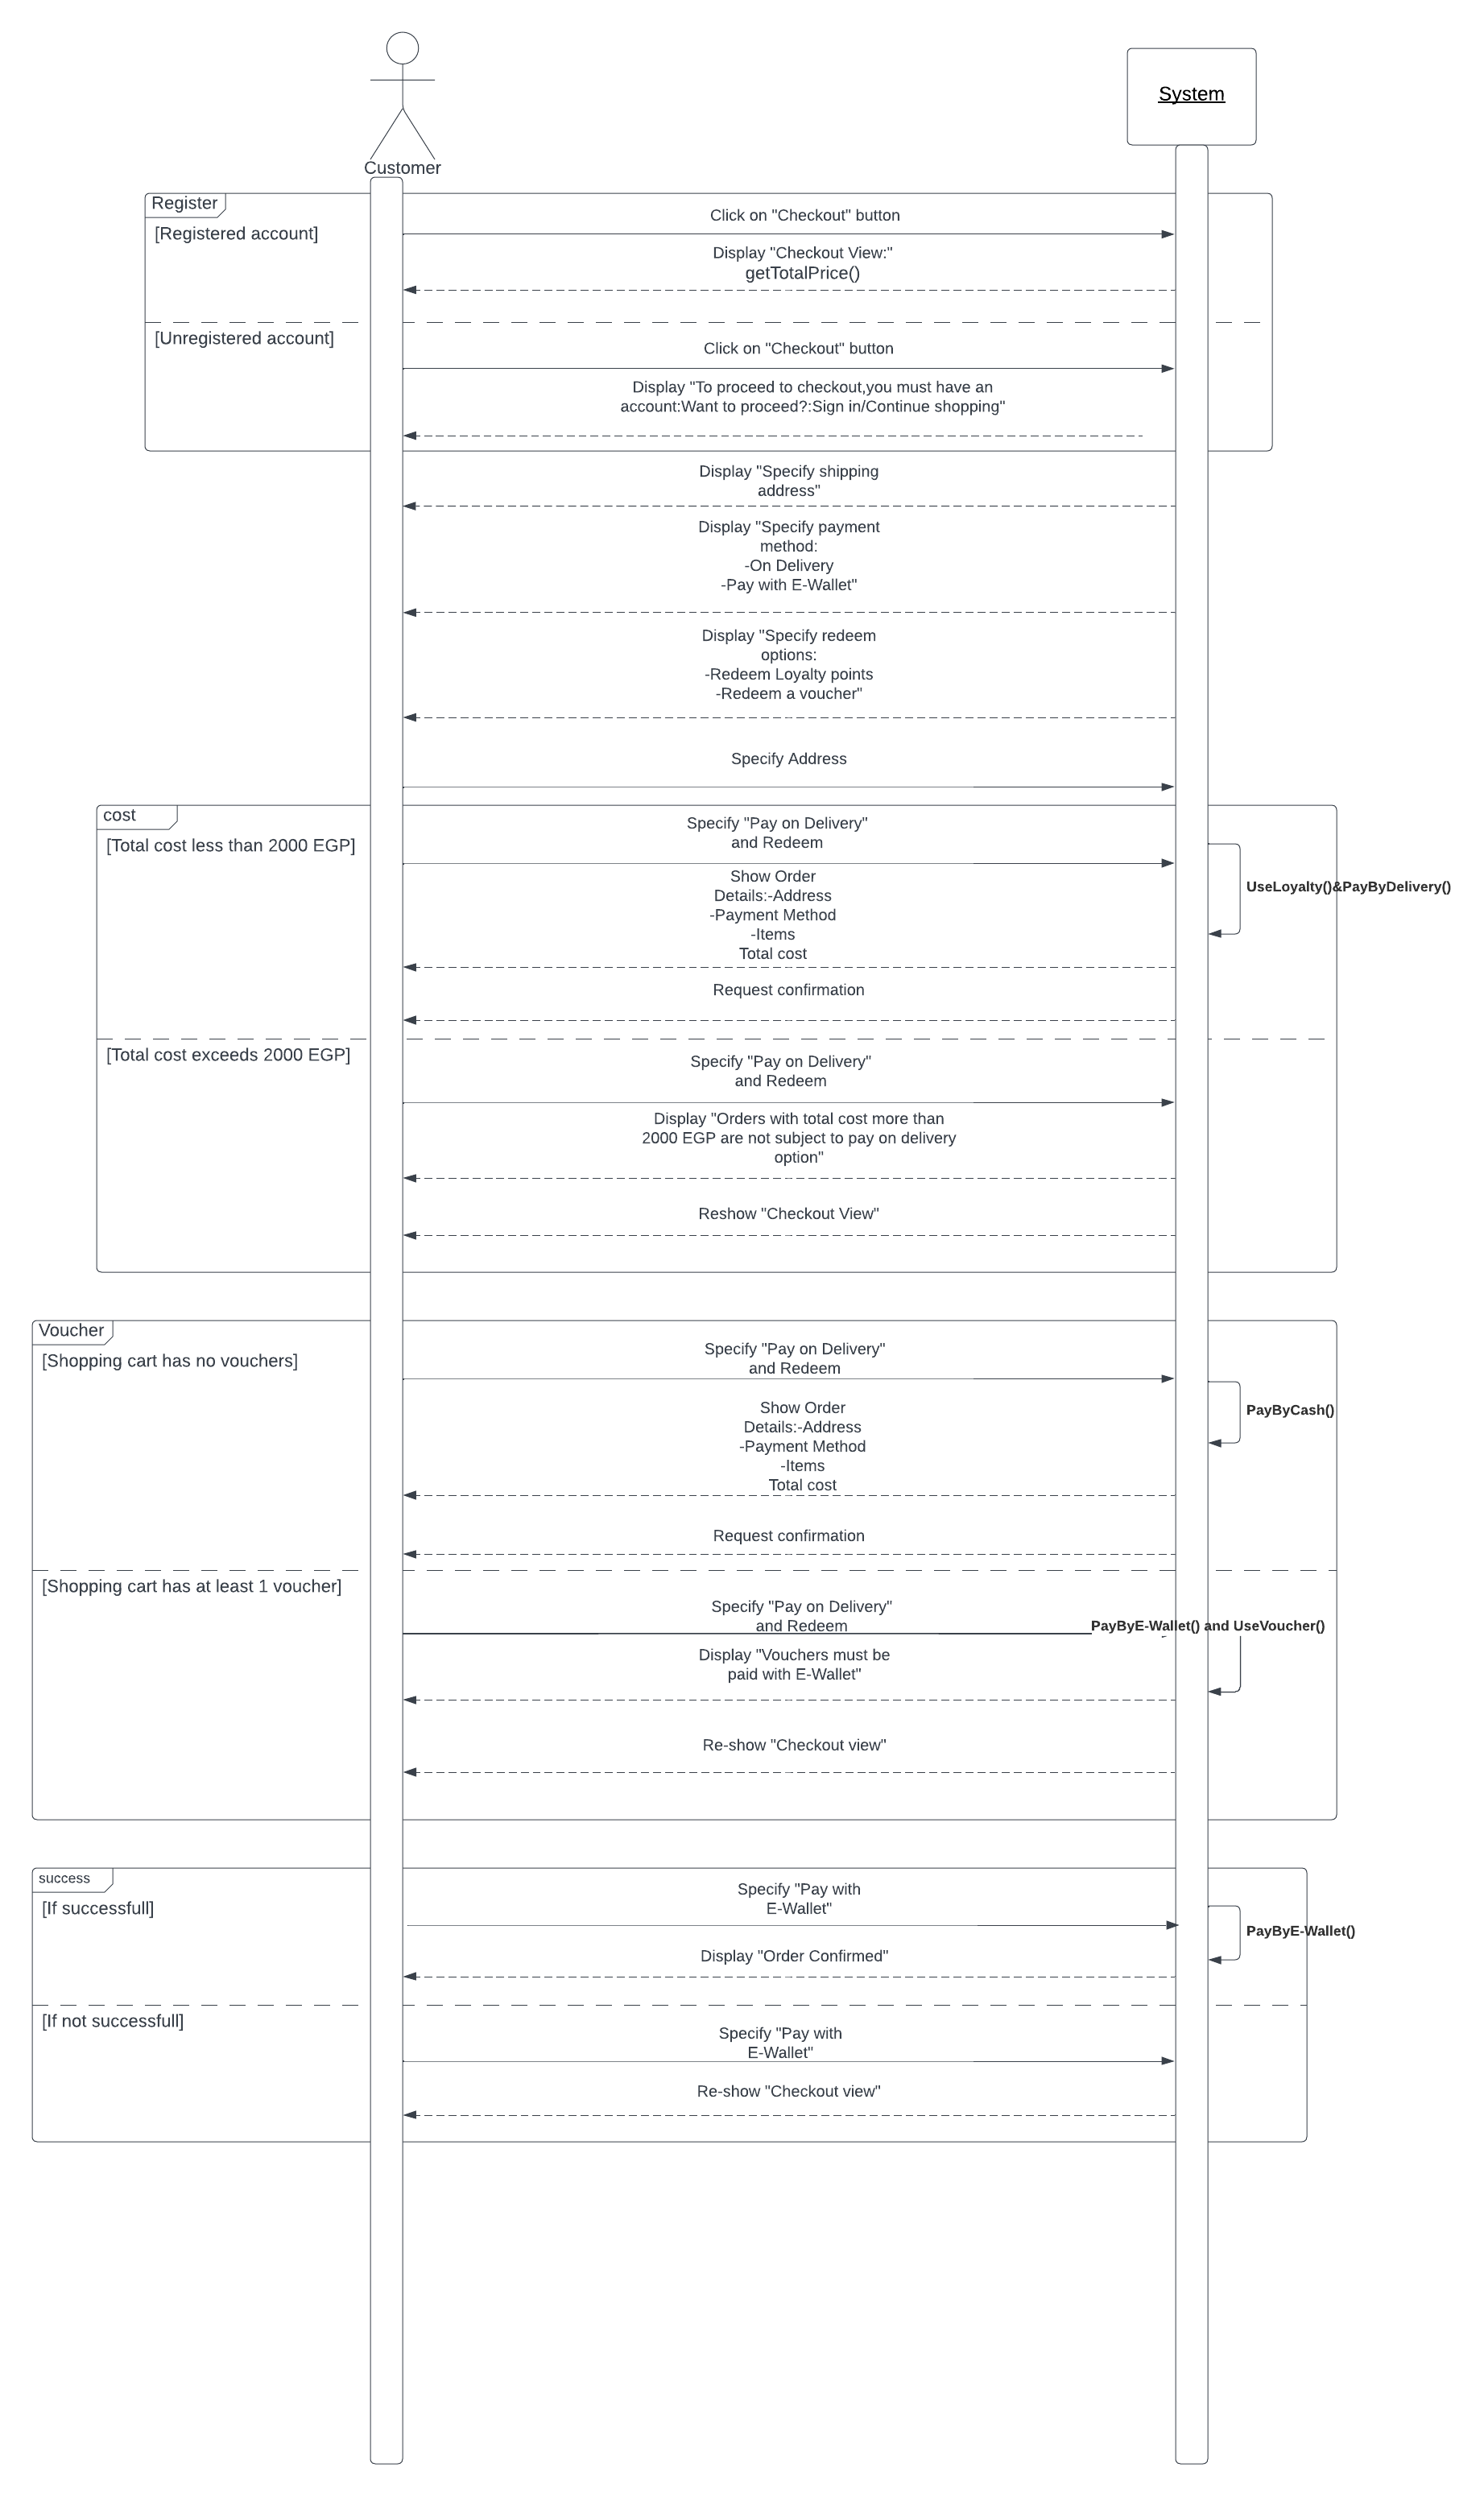 System
Customer
Register
[Registered account]
Click on "Checkout" button
Display "Checkout View:"
getTotalPrice()
[Unregistered account]
Click on "Checkout" button
Display "To proceed to checkout,you must have an
account:Want to proceed?:Sign in/Continue shopping"
Display "Specify shipping
address"
Display "Specify payment
method:
-On Delivery
-Pay with E-Wallet"
Display "Specify redeem
options:
-Redeem Loyalty points
-Redeem a voucher"
Specify Address
cost
[Total cost less than 2000 EGP]
Specify "Pay on Delivery"
and Redeem
UseLoyalty()&PayByDelivery()
Show Order
Details:-Address
-Payment Method
-Items
Total cost
Request confirmation
[Total cost exceeds 2000 EGP]
Specify "Pay on Delivery"
and Redeem
Display "Orders with total cost more than
2000 EGP are not subject to pay on delivery
option"
Reshow "Checkout View"
Voucher
[Shopping cart has no vouchers]
Specify "Pay on Delivery"
and Redeem
PayByCash()
Show Order
Details:-Address
-Payment Method
-Items
Total cost
Request confirmation
[Shopping cart has at least 1 voucher]
Specify "Pay on Delivery"
and Redeem
PayByE-Wallet() and UseVoucher()
Display "Vouchers must be
paid with E-Wallet"
Re-show "Checkout view"
success
[If successfull]
Specify "Pay with
E-Wallet"
PayByE-Wallet()
Display "Order Confirmed"
[If not successfull]
Specify "Pay with
E-Wallet"
Re-show "Checkout view"